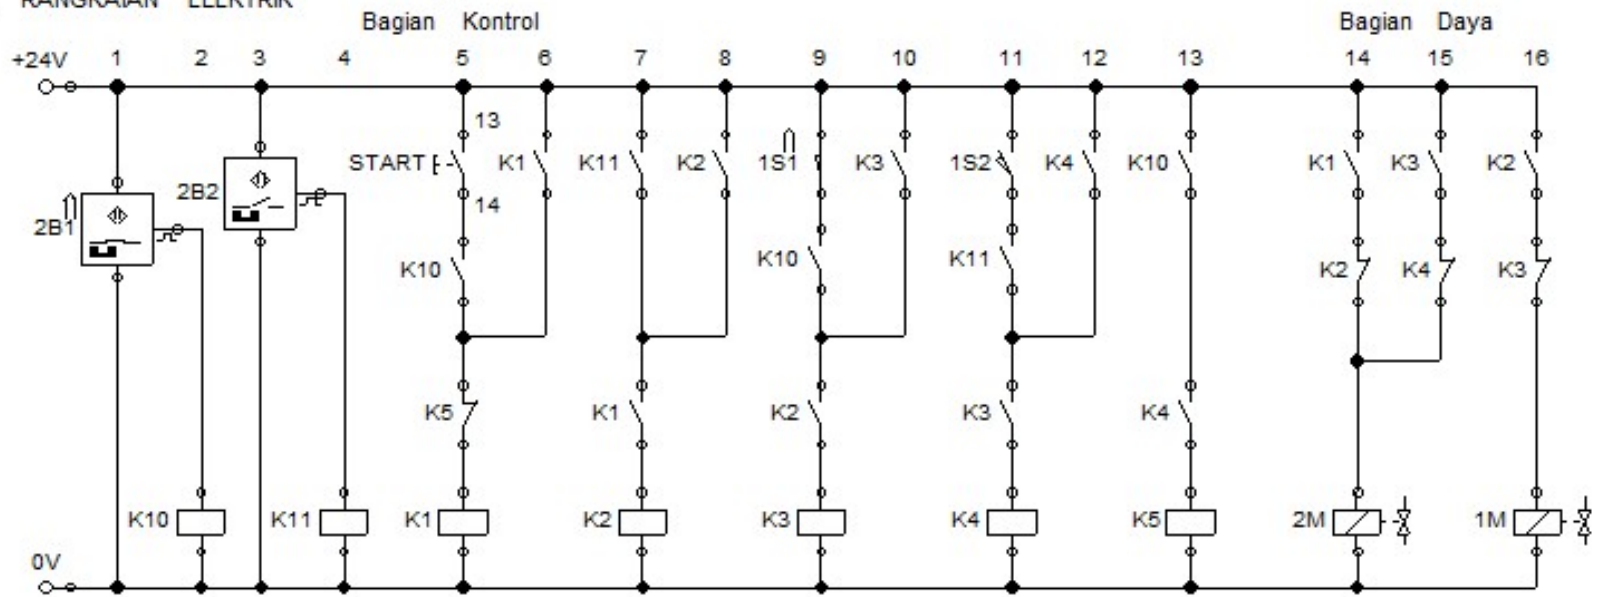 RANGKAIAN ELEKTRIK
Bagian Kontrol Bagian Daya
+24V 1 2 3 4 5 6 7 8 9 10 11 12 13 14 15 16
13
START K1 K11 K2 1S1 K3 1S2 K4 K10 K1 K3 K2
2B2
14
2B1
K10 K10 K11 K2 K4 K3
K5 K1 K2 K3 K4
K10 K11 K1 K2 K3 K4 K5 2M 1M
0V